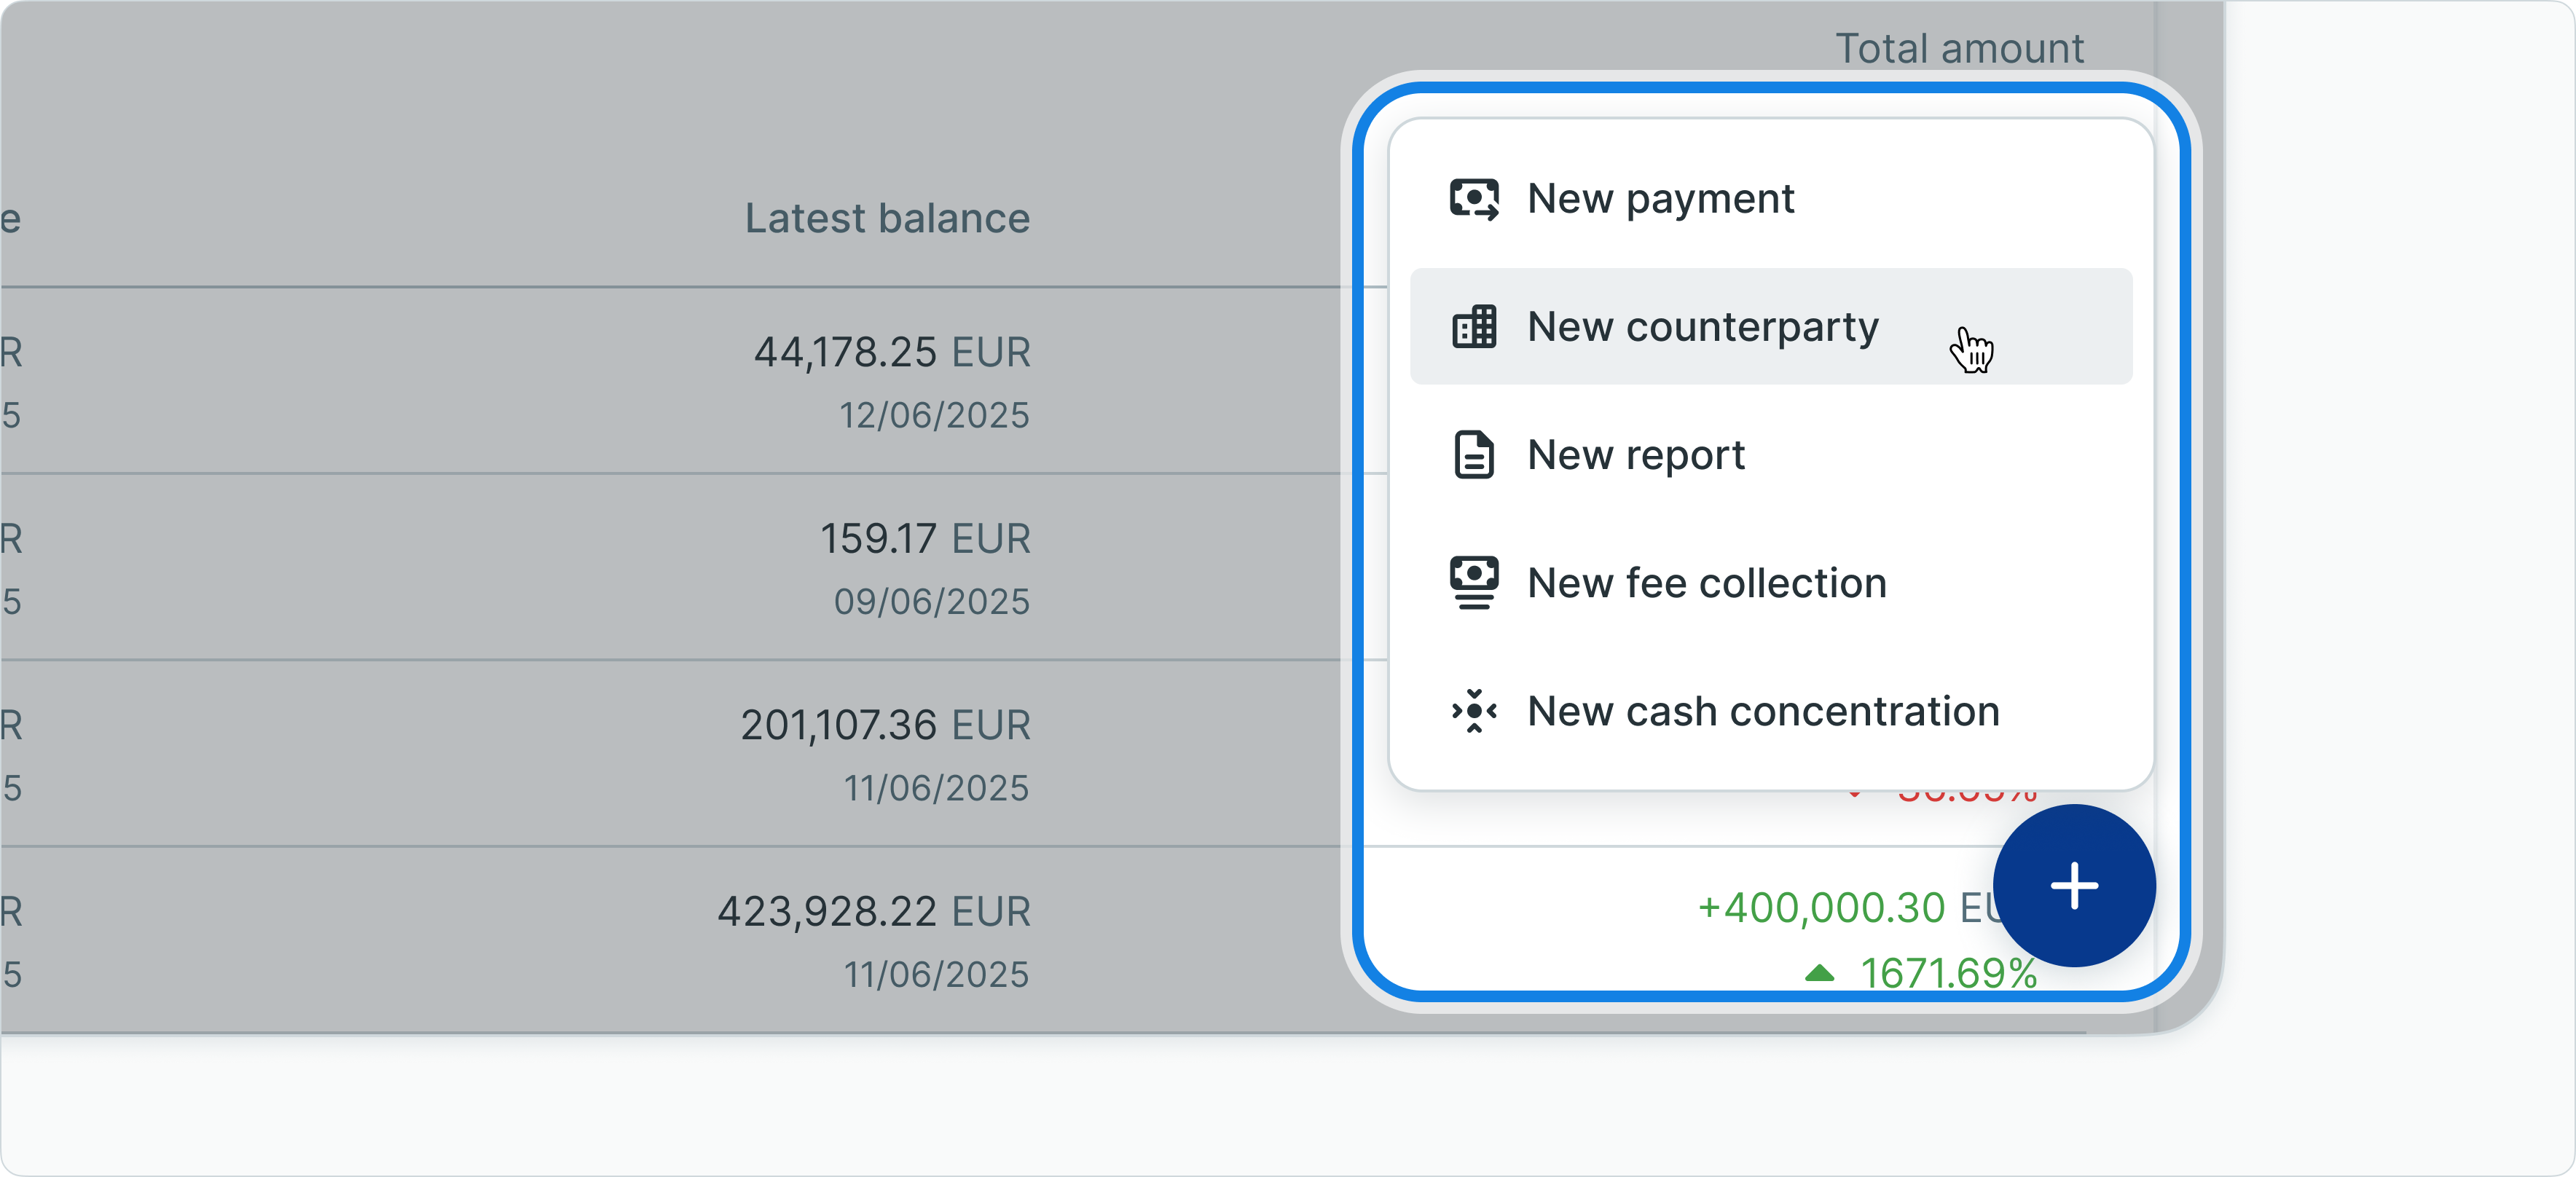 Total amount
e Latest balance
R 44,178.25 EUR
5 12/06/2025
R 159.17 EUR
5 09/06/2025
R 201,107.36 EUR
5 11/06/2025
R 423,928.22 EUR
5 11/06/2025
New payment
New counterparty
New report
New fee collection
New cash concentration
+400,000.30 EU
1671.69%